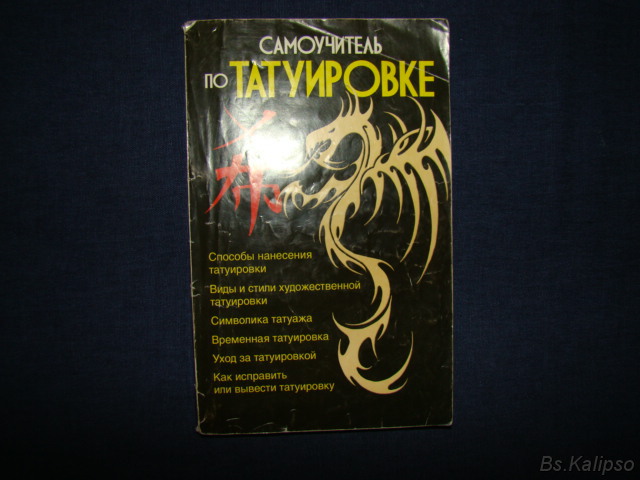 САМОУЧИТЕЛЬ
ПО ТАТУИРОВКЕ
Способы нанесения
татуировки
Виды и стили художественной
татуировки
Символика татуажа
Временная татуировка
Уход за татуировкой
Как исправить
или вывести татуировку
Bs.Kalipso